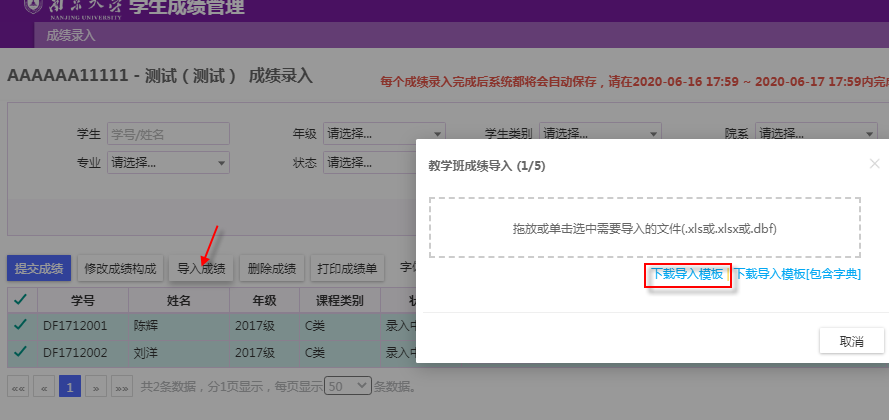 南京大学 学生成绩管理
NANJING UNIVERSITY
成绩录入
AAAAAA11111 - 测试（测试） 成绩录入
每个成绩录入完成后系统都将会自动保存，请在2020-06-16 17:59 ~ 2020-06-17 17:59内完成
学生 学号/姓名 年级 请选择... 学生类别 请选择... 院系 请选择...
专业 请选择... 状态 请选择...
教学班成绩导入 (1/5)
拖放或单击选中需要导入的文件(.xls或.xlsx或.dbf)
下载导入模板 下载导入模板[包含字典]
取消
提交成绩 修改成绩构成 导入成绩 删除成绩 打印成绩单 字体
学号 姓名 年级 课程类别
DF1712001 陈辉 2017级 C类 录入中
DF1712002 刘洋 2017级 C类 录入中
«« « 1 » »» 共2条数据，分1页显示，每页显示 50 条数据。